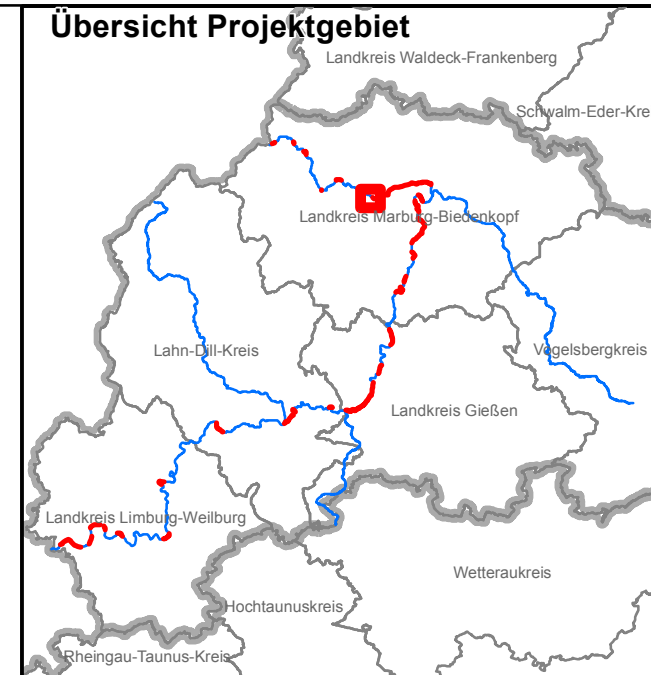 Übersicht Projektgebiet
Landkreis Waldeck-Frankenberg
Schwalm-Eder-Kre
Landkreis Marburg-Biedenkopf
Lahn-Dill-Kreis
Vogelsbergkreis
Landkreis Gießen
Landkreis Limburg-Weilburg
Wetteraukreis
Hochtaunuskreis
Rheingau-Taunus-Kreis